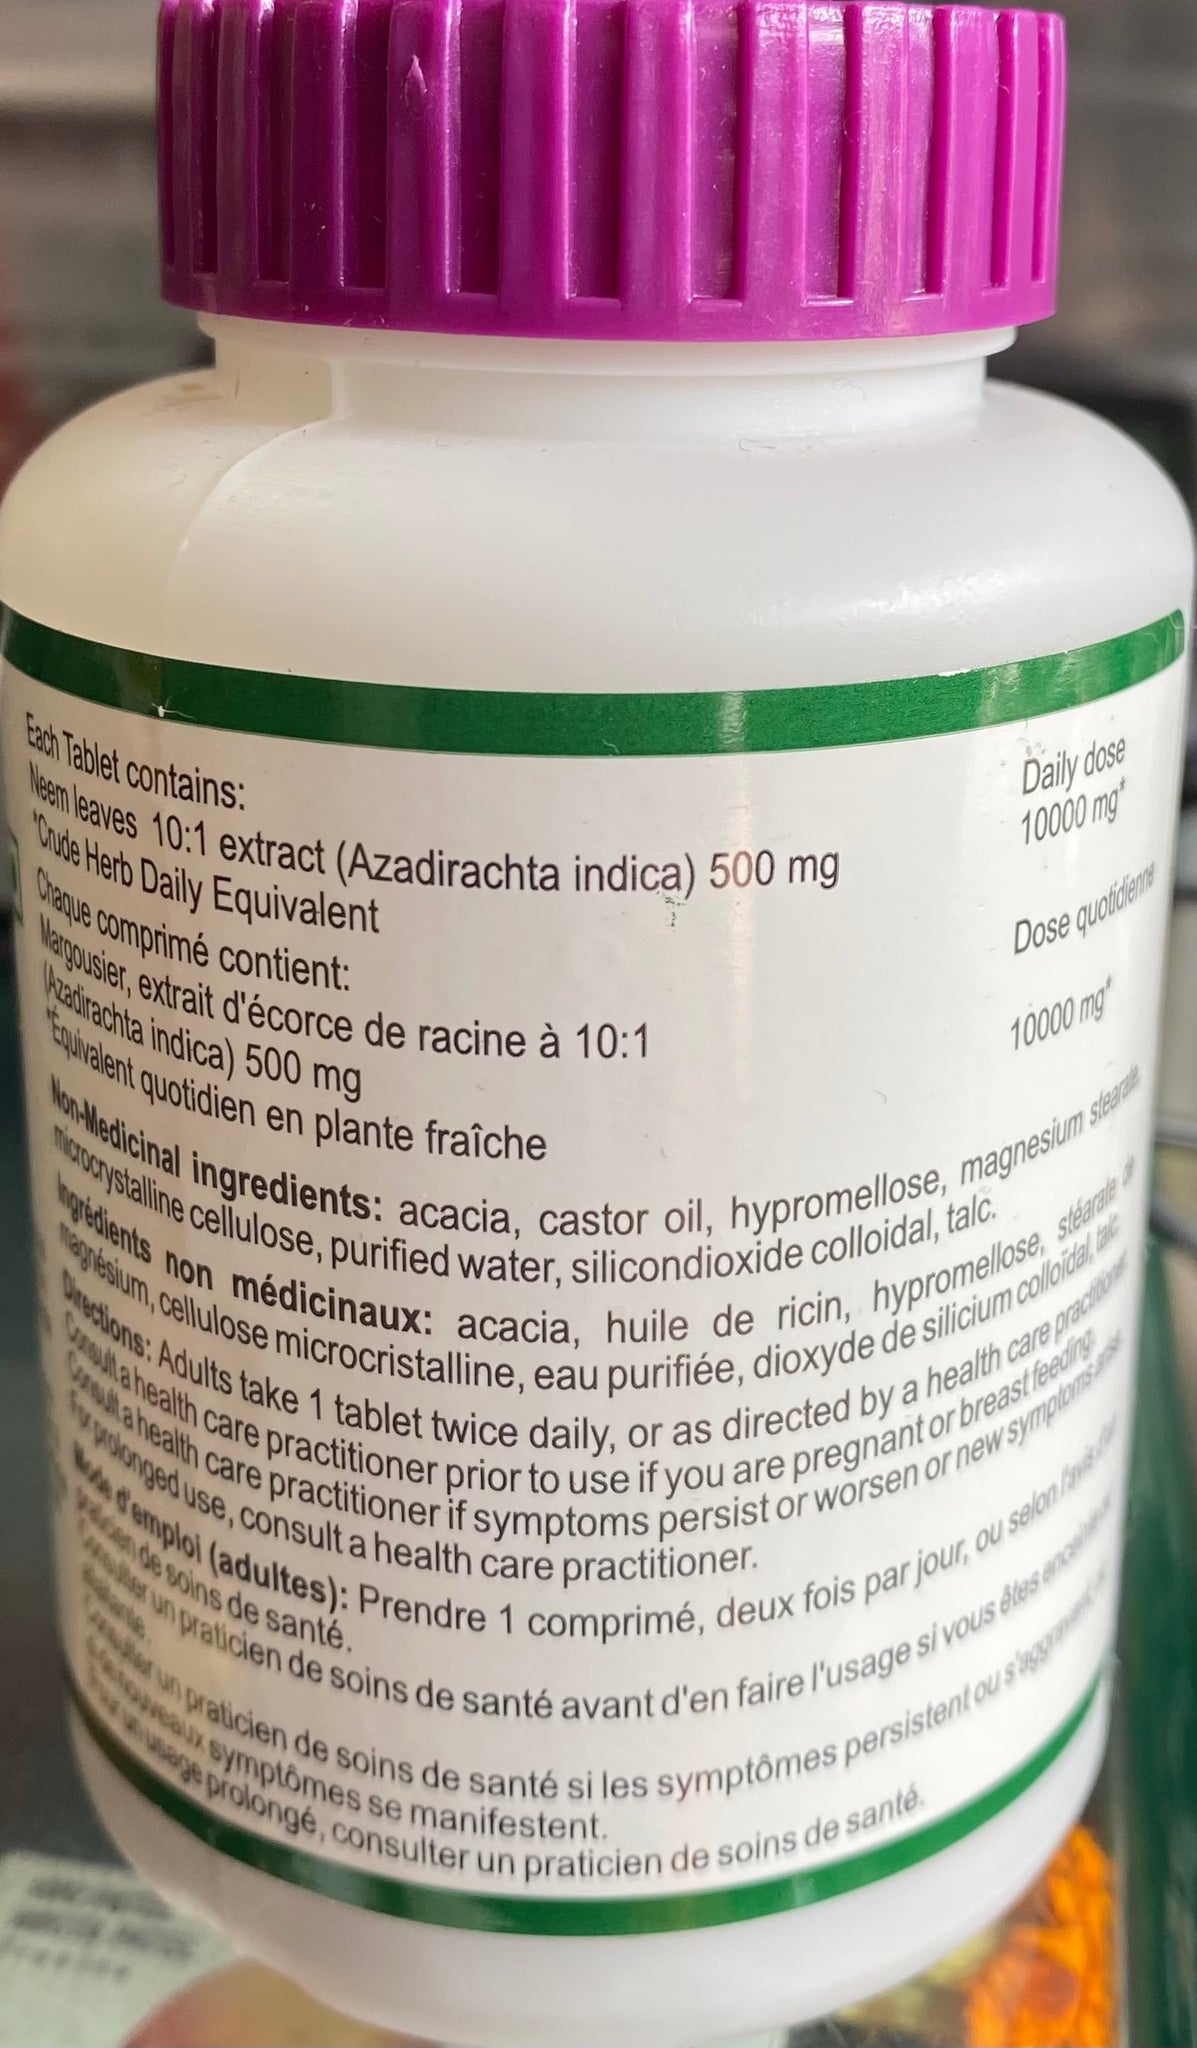 Each Tablet contains:
Daily dose
Neem leaves 10:1 extract (Azadirachta indica) 500 mg
10000 mg*
*Crude Herb Daily Equivalent
Chaque comprimé contient:
Dose quotidienne
Margousier, extrait d'écorce de racine à 10:1
(Azadirachta indica) 500 mg
10000 mg*
*Équivalent quotidien en plante fraîche
Non-Medicinal ingredients: acacia, castor oil, hypromellose, magnesium stearate,
microcrystalline cellulose, purified water, silicondioxide colloidal, talc.
Ingrédients non médicinaux: acacia, huile de ricin, hypromellose, stéarate de
magnésium, cellulose microcristalline, eau purifiée, dioxyde de silicium colloïdal, talc.
Directions: Adults take 1 tablet twice daily, or as directed by a health care practitioner.
Consult a health care practitioner prior to use if you are pregnant or breast feeding.
Consult a health care practitioner if symptoms persist or worsen or new symptoms arise.
For prolonged use, consult a health care practitioner.
Mode d'emploi (adultes): Prendre 1 comprimé, deux fois par jour, ou selon l'avis d'un
praticien de soins de santé.
Consulter un praticien de soins de santé avant d'en faire l'usage si vous êtes enceinte ou
allaitante.
Consulter un praticien de soins de santé si les symptômes persistent ou s'aggravent, ou
si de nouveaux symptômes se manifestent.
Pour un usage prolongé, consulter un praticien de soins de santé.